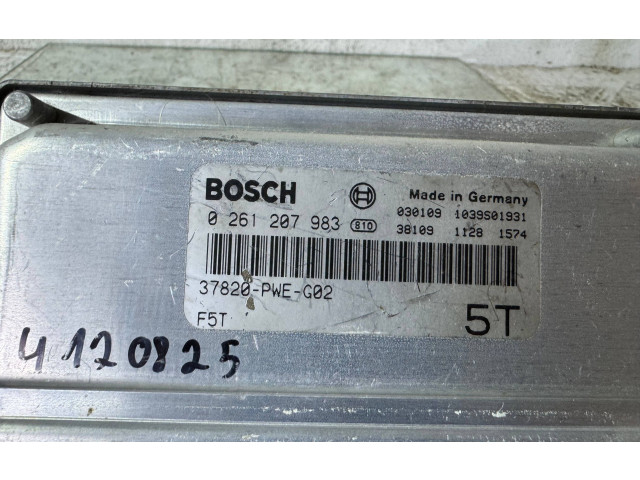 BOSCH
Made in Germany
0 261 207 983 810
030109 1039S01931
38109 1128 1574
37820-PWE-G02
F5T
5T
4120825